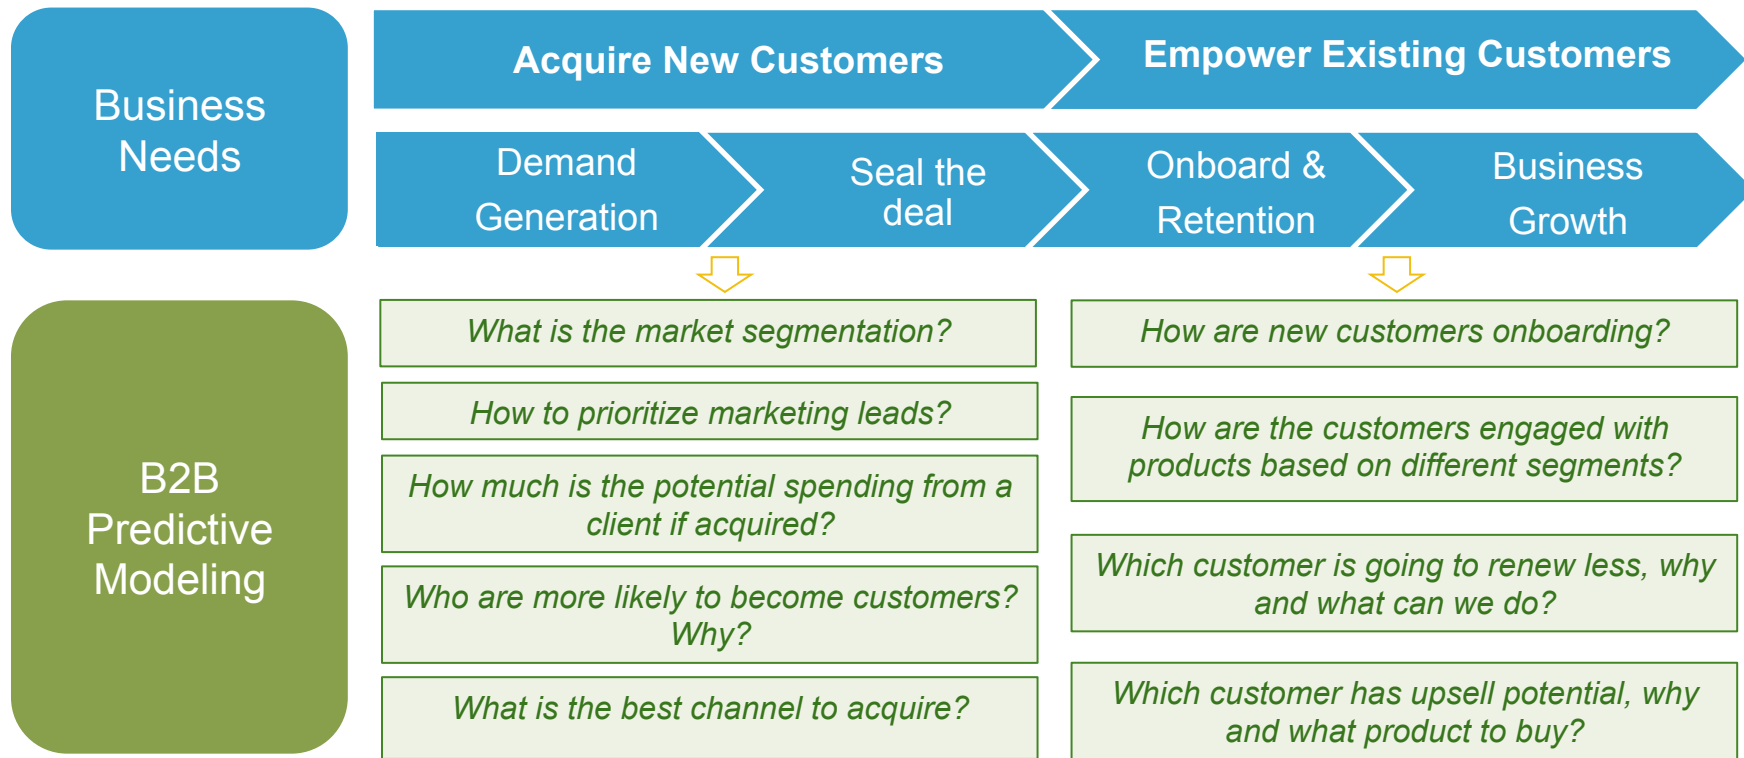 Business
Needs
Acquire New Customers
Empower Existing Customers
Demand
Generation
Seal the
deal
Onboard &
Retention
Business
Growth
B2B
Predictive
Modeling
What is the market segmentation?
How to prioritize marketing leads?
How much is the potential spending from a
client if acquired?
Who are more likely to become customers?
Why?
What is the best channel to acquire?
How are new customers onboarding?
How are the customers engaged with
products based on different segments?
Which customer is going to renew less, why
and what can we do?
Which customer has upsell potential, why
and what product to buy?